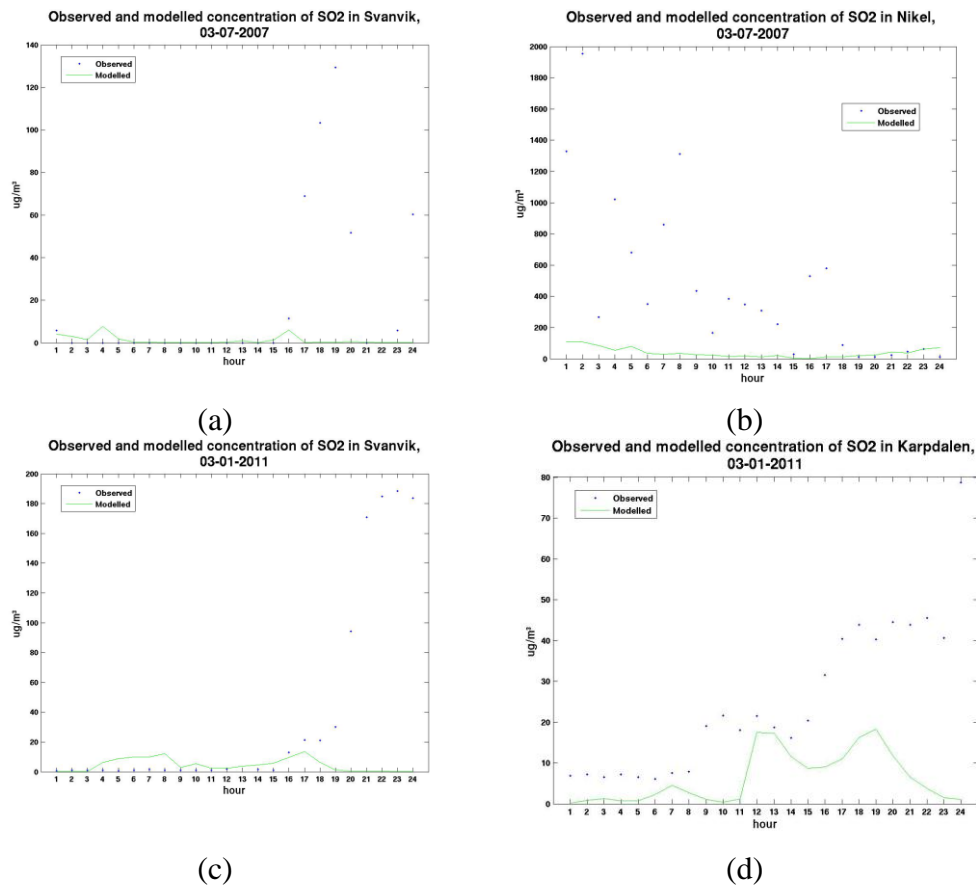 Observed and modelled concentration of SO2 in Svanvik,
03-07-2007
140
120
100
80
60
40
20
0
ug/m³
Observed
Modelled
1 2 3 4 5 6 7 8 9 10 11 12 13 14 15 16 17 18 19 20 21 22 23 24
hour
(a)
Observed and modelled concentration of SO2 in Nikel,
03-07-2007
2000
1800
1600
1400
1200
1000
800
600
400
200
0
ug/m³
Observed
Modelled
1 2 3 4 5 6 7 8 9 10 11 12 13 14 15 16 17 18 19 20 21 22 23 24
hour
(b)
Observed and modelled concentration of SO2 in Svanvik,
03-01-2011
200
180
160
140
120
100
80
60
40
20
0
ug/m³
Observed
Modelled
1 2 3 4 5 6 7 8 9 10 11 12 13 14 15 16 17 18 19 20 21 22 23 24
hour
(c)
Observed and modelled concentration of SO2 in Karpdalen,
03-01-2011
80
70
60
50
40
30
20
10
0
ug/m³
Observed
Modelled
1 2 3 4 5 6 7 8 9 10 11 12 13 14 15 16 17 18 19 20 21 22 23 24
hour
(d)